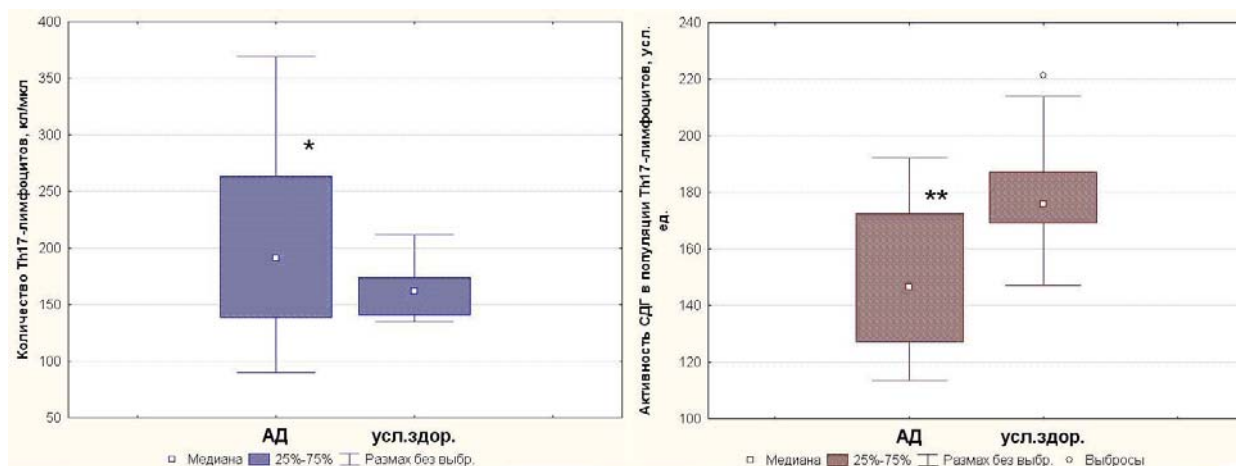 Количество Th17-лимфоцитов, кл/мкл
400
350
300
250
200
150
100
50
*
АД
усл.здор.
Медиана 25%-75% Размах без выбр.
Активность СДГ в популяции Th17-лимфоцитов, усл.
ед.
220
200
180
160
140
120
100
**
АД
усл.здор.
Медиана 25%-75% Размах без выбр. Выбросы